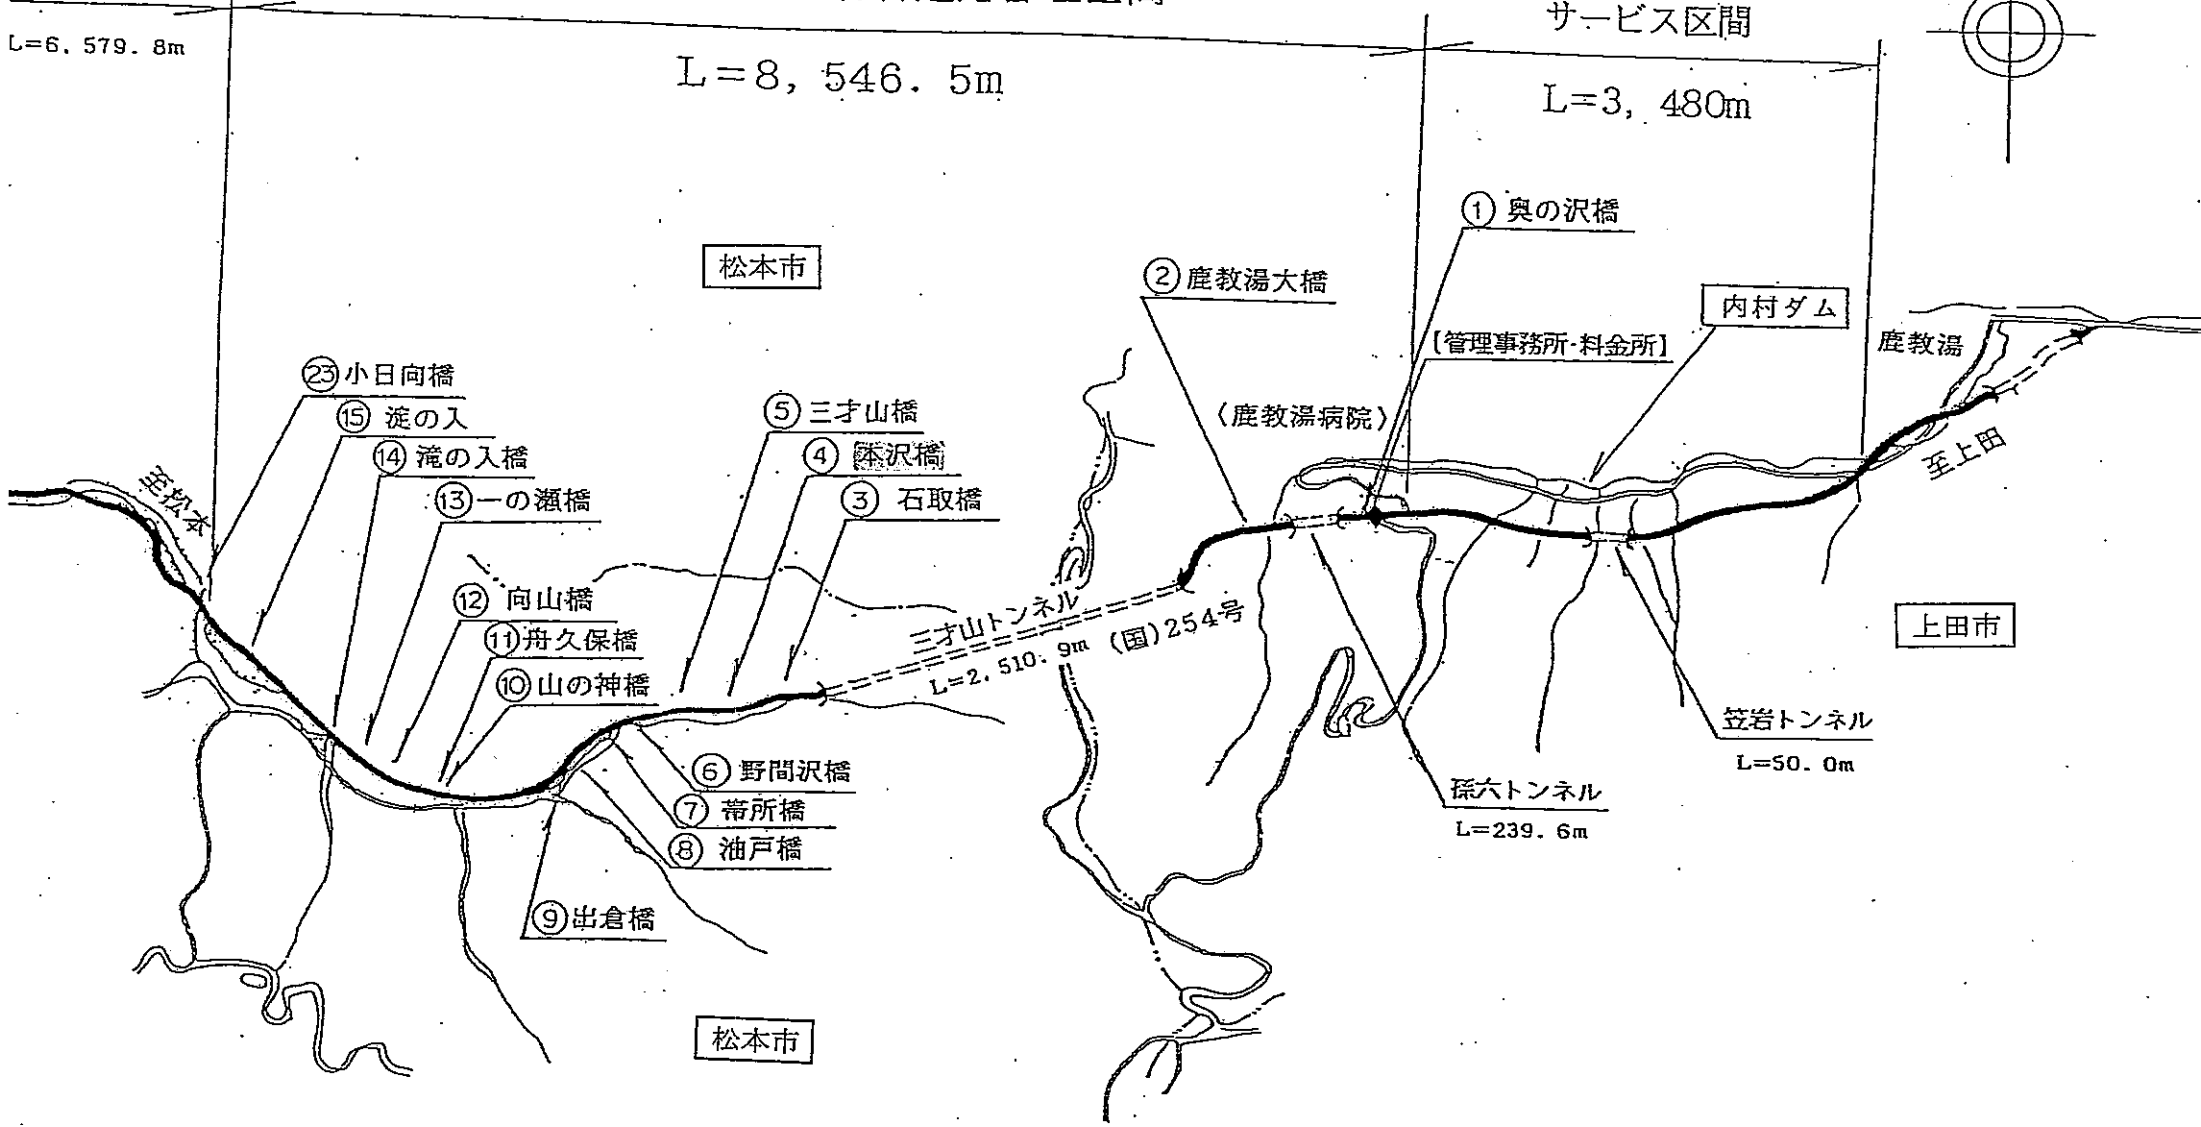 サービス区間
L=6,579.8m
L=8,546.5m
L=3,480m
① 奥の沢橋
松本市
② 鹿教湯大橋
内村ダム
[管理事務所・料金所]
鹿教湯
㉓ 小日向橋
⑮ 淀の入
⑭ 滝の入橋
⑬ 一の瀬橋
⑤ 三才山橋
④ 本沢橋
③ 石取橋
〈鹿教湯病院〉
至上田
至松本
⑫ 向山橋
⑪ 舟久保橋
⑩ 山の神橋
三才山トンネル
L=2,510.9m (国)254号
上田市
笠岩トンネル
L=50.0m
孫六トンネル
L=239.6m
⑥ 野間沢橋
⑦ 帯所橋
⑧ 油戸橋
⑨ 出倉橋
松本市